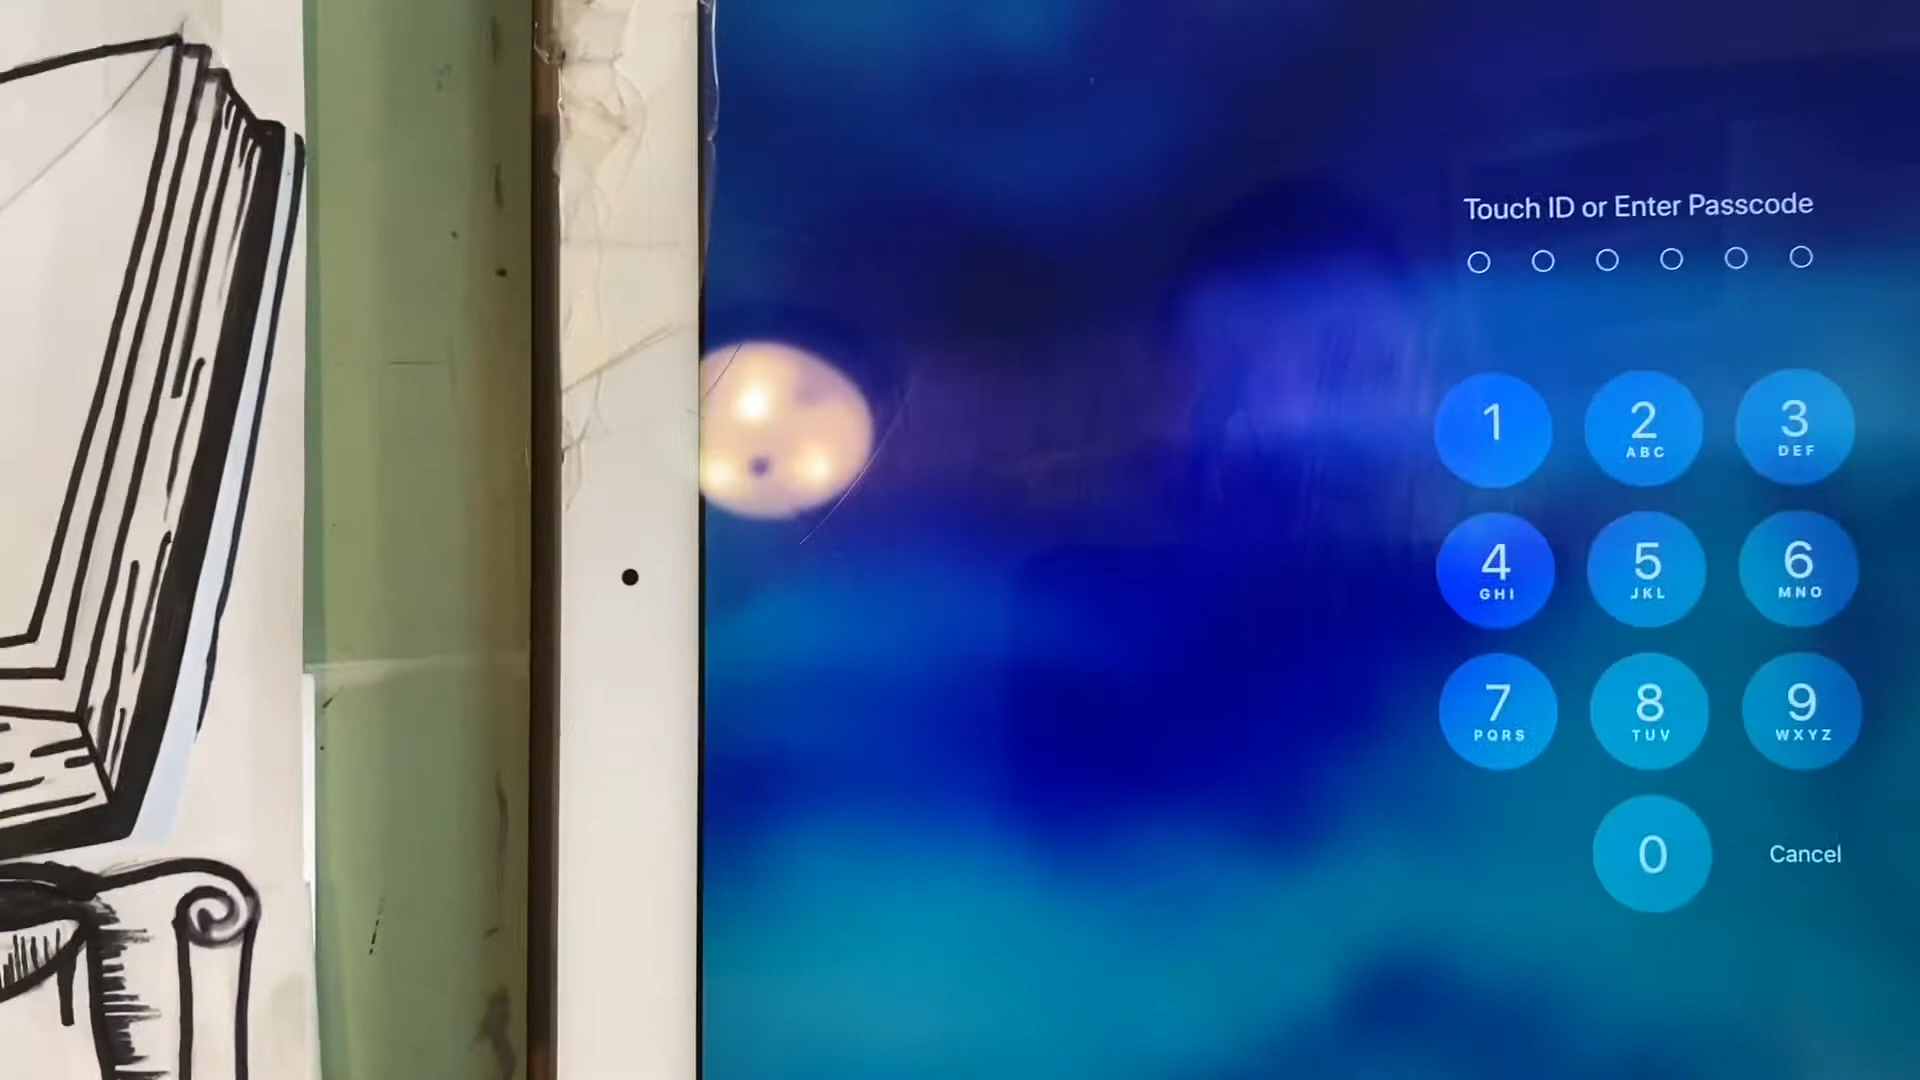 Touch ID or Enter Passcode
1 2 3
ABC DEF
4 5 6
GHI JKL MNO
7 8 9
PQRS TUV WXYZ
0 Cancel